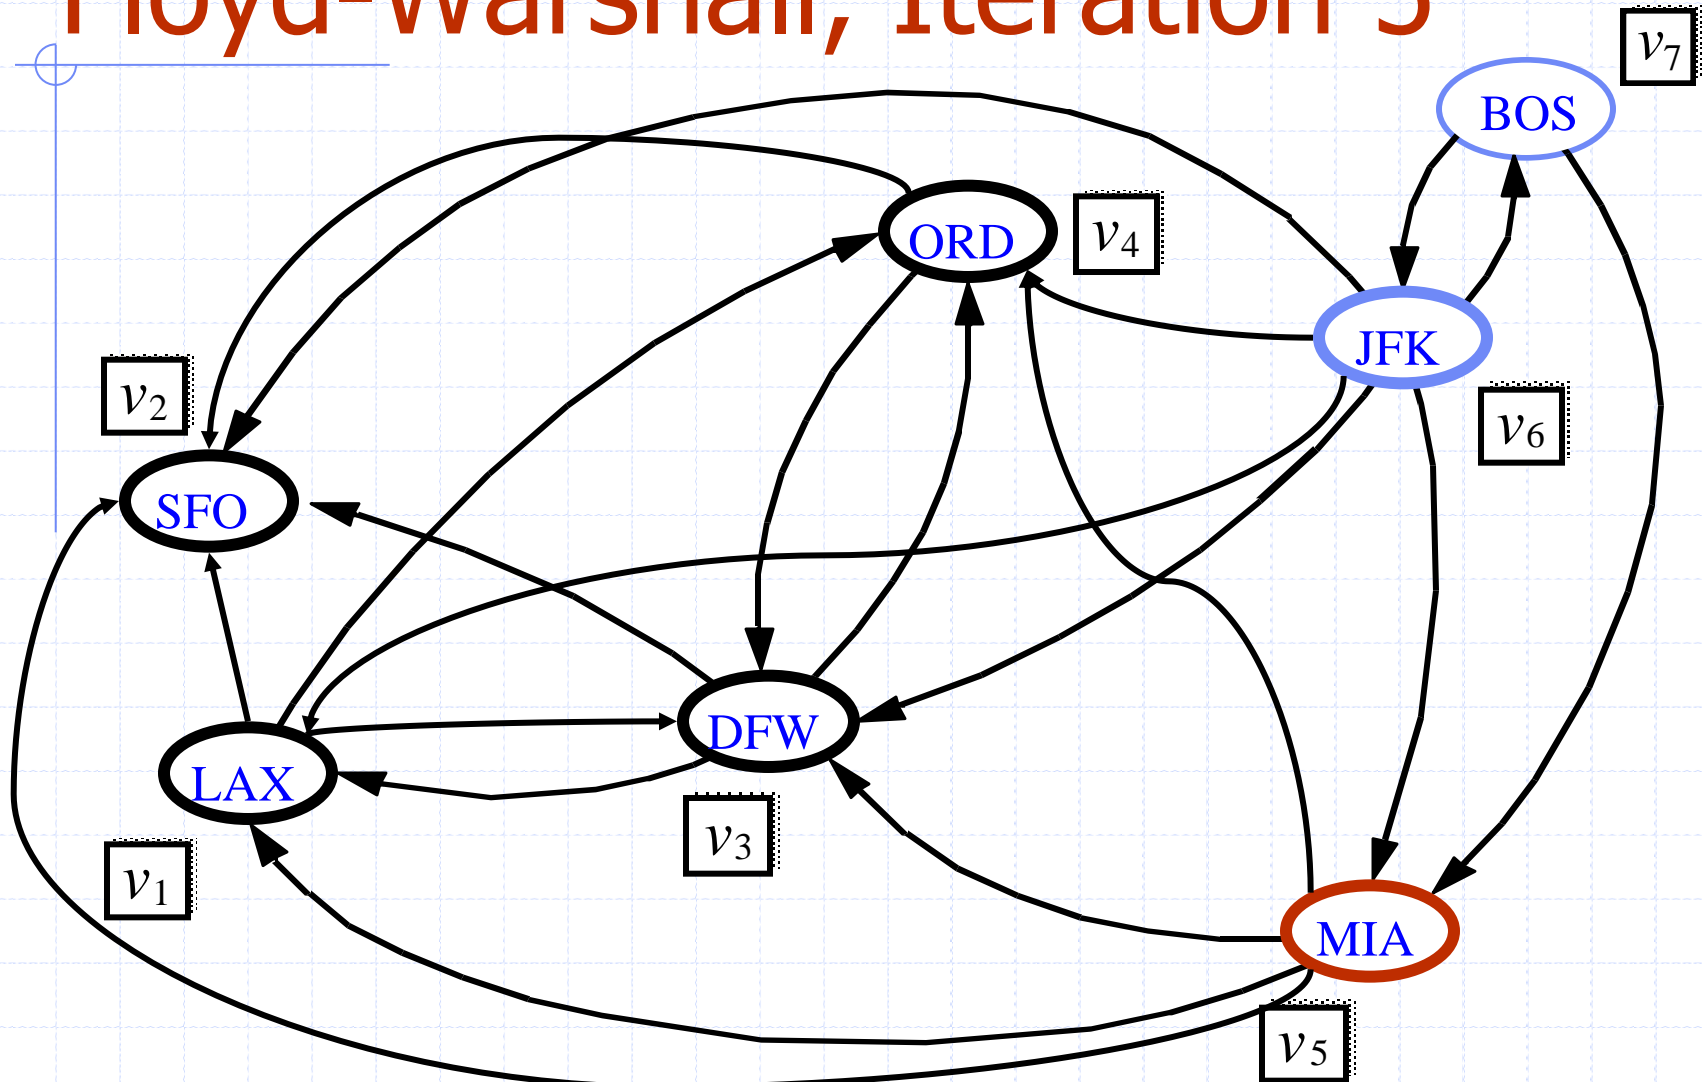 Floyd-Warshall, Iteration 5
v7
BOS
ORD
v4
JFK
v2
v6
SFO
DFW
LAX
v3
v1
MIA
v5